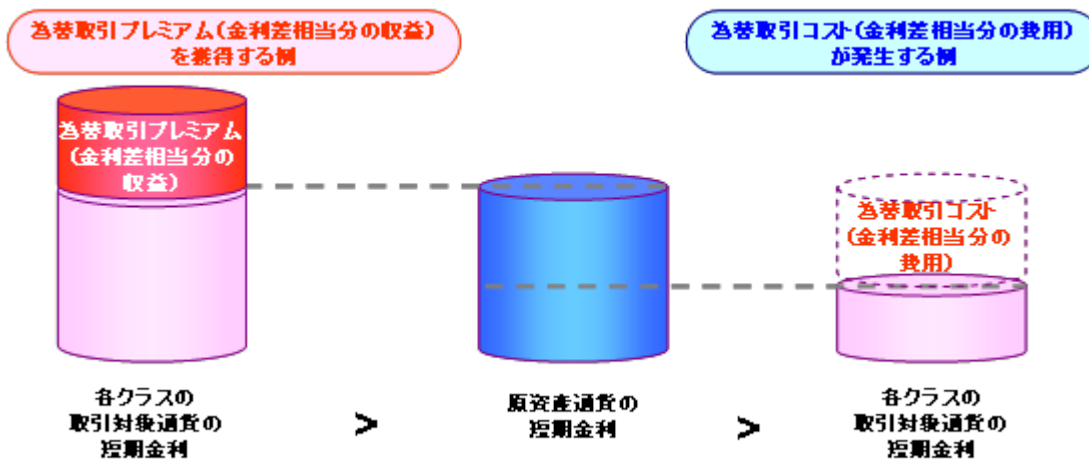 為替取引プレミアム(金利差相当分の収益)
を獲得する例
為替取引コスト(金利差相当分の費用)
が発生する例
為替取引プレミアム
(金利差相当分の
収益)
為替取引コスト
(金利差相当分の
費用)
各クラスの
取引対象通貨の
短期金利
>
原資産通貨の
短期金利
>
各クラスの
取引対象通貨の
短期金利